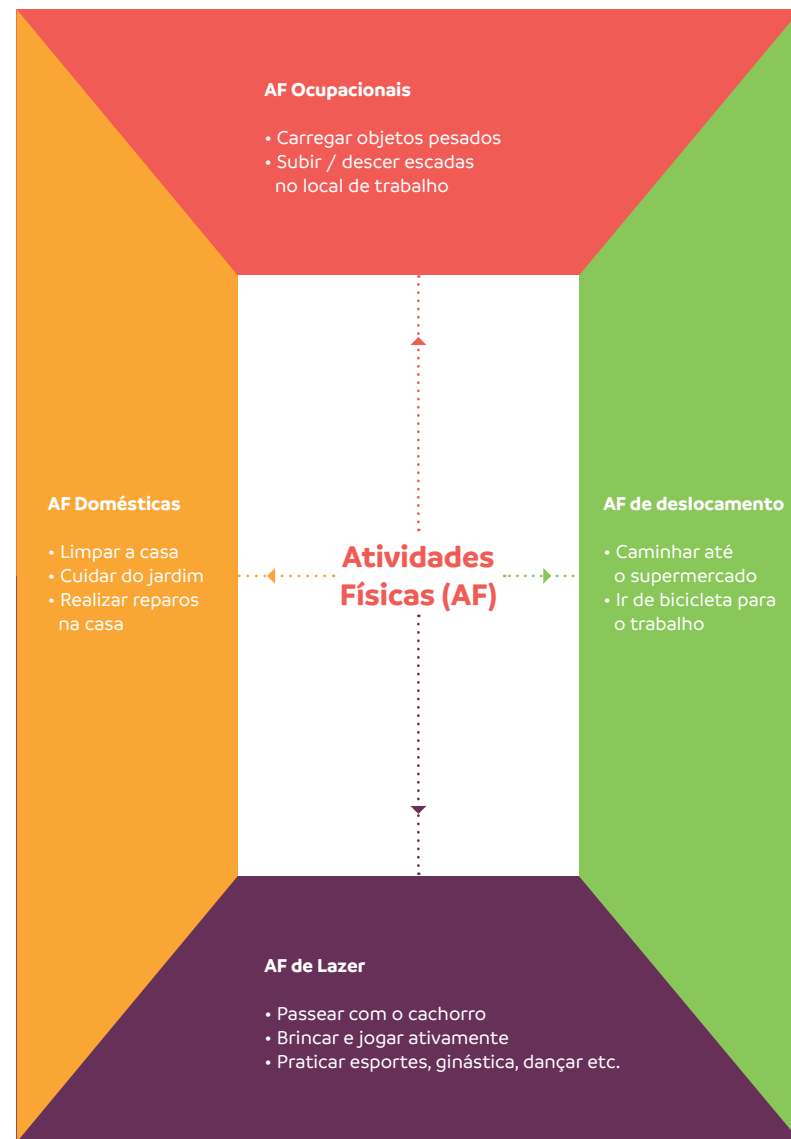 AF Ocupacionais
• Carregar objetos pesados
• Subir / descer escadas
no local de trabalho
AF Domésticas
• Limpar a casa
• Cuidar do jardim
• Realizar reparos
na casa
Atividades
Físicas (AF)
AF de deslocamento
• Caminhar até
o supermercado
• Ir de bicicleta para
o trabalho
AF de Lazer
• Passear com o cachorro
• Brincar e jogar ativamente
• Praticar esportes, ginástica, dançar etc.